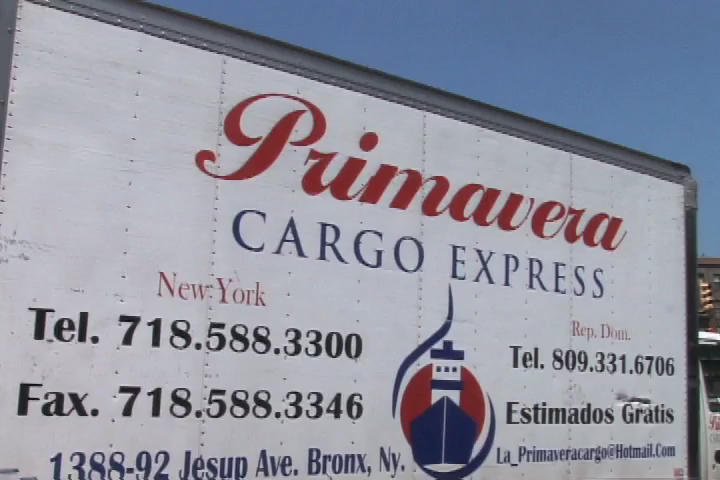 Primavera
CARGO EXPRESS
New York
Tel. 718.588.3300
Fax. 718.588.3346
1388-92 Jesup Ave. Bronx, Ny.
Rep. Dom.
Tel. 809.331.6706
Estimados Gratis
La_Primaveracargo@Hotmail.Com